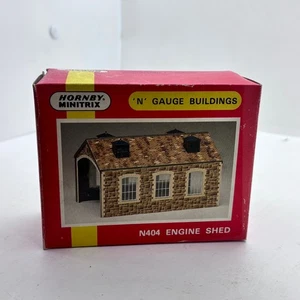 HORNBY
MINITRIX
'N' GAUGE BUILDINGS
N404 ENGINE SHED